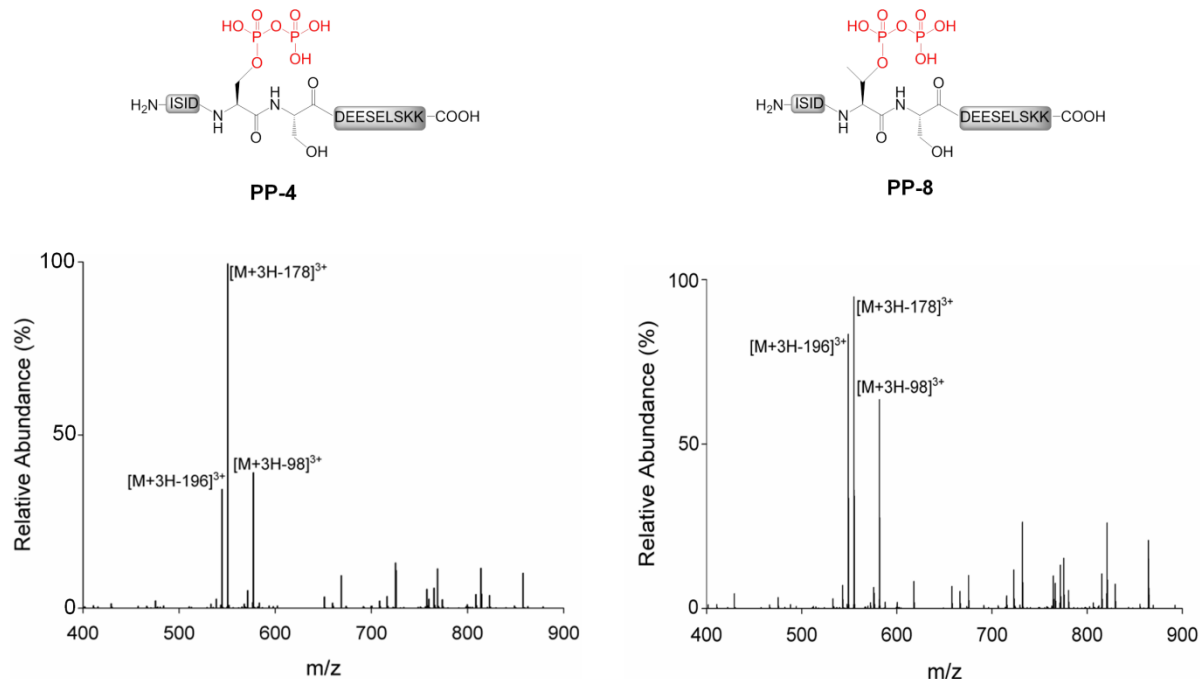 HO O O OH
P O P
O OH
H₂N ISID N H O H N O DEESELSKK COOH
OH
PP-4
HO O O OH
P O P
O OH
H₂N ISID N H O H N O DEESELSKK COOH
OH
PP-8
Relative Abundance (%)
100
50
0
[M+3H-178]³⁺
[M+3H-98]³⁺
[M+3H-196]³⁺
400 500 600 700 800 900
m/z
Relative Abundance (%)
100
50
0
[M+3H-178]³⁺
[M+3H-196]³⁺
[M+3H-98]³⁺
400 500 600 700 800 900
m/z